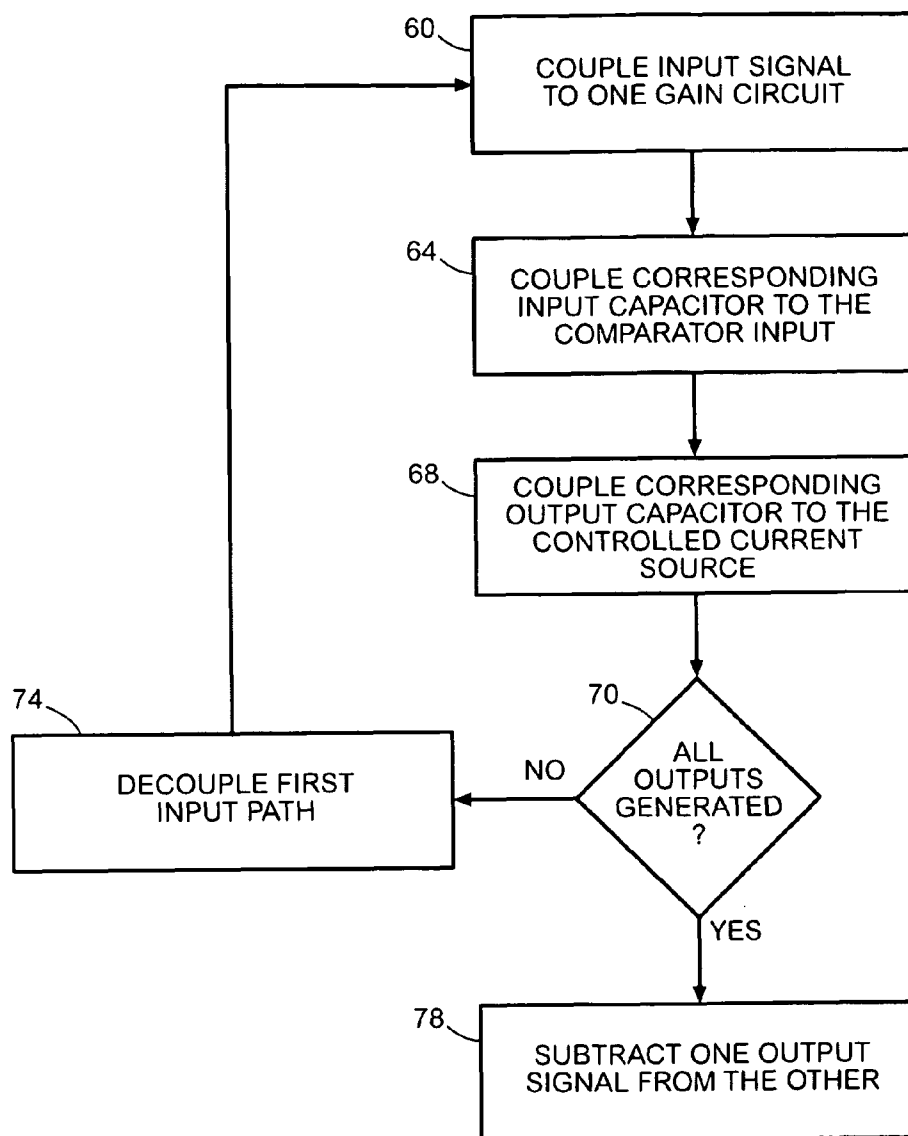 60
COUPLE INPUT SIGNAL
TO ONE GAIN CIRCUIT
64
COUPLE CORRESPONDING
INPUT CAPACITOR TO THE
COMPARATOR INPUT
68
COUPLE CORRESPONDING
OUTPUT CAPACITOR TO THE
CONTROLLED CURRENT
SOURCE
70
ALL
OUTPUTS
GENERATED
?
NO
74
DECOUPLE FIRST
INPUT PATH
YES
78
SUBTRACT ONE OUTPUT
SIGNAL FROM THE OTHER